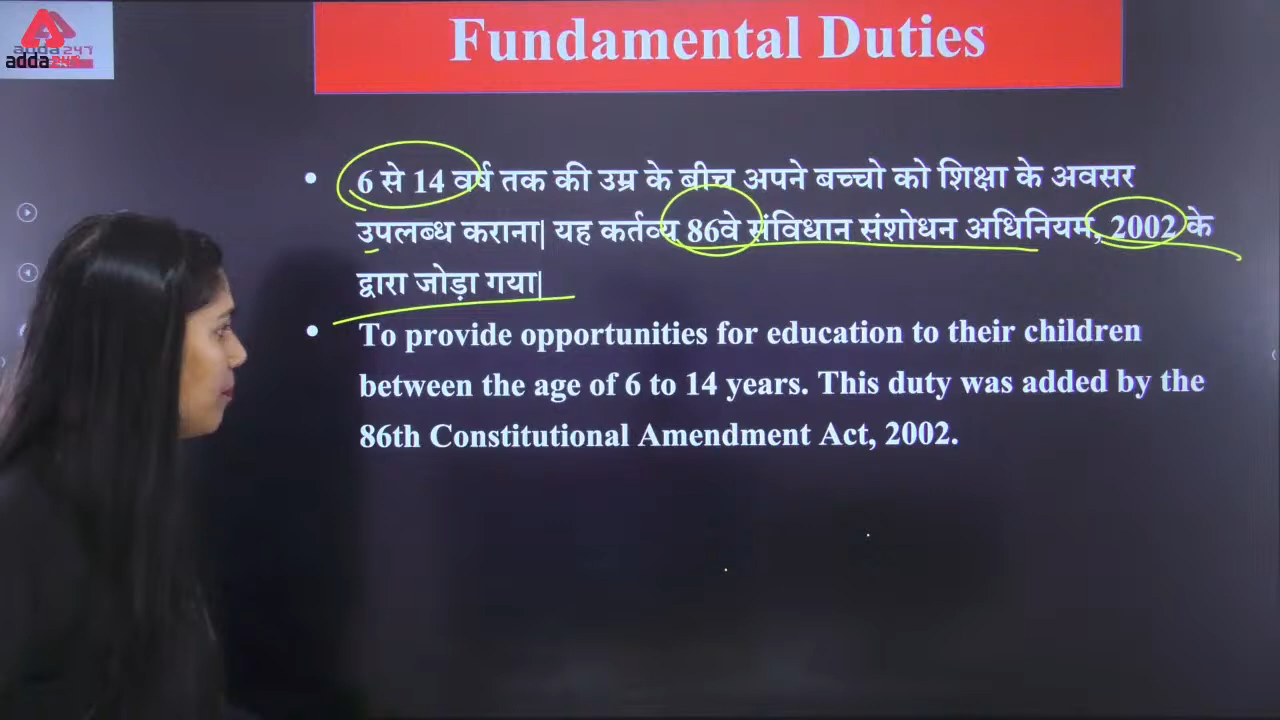 adda247
adda247
Fundamental Duties
• 6 से 14 वर्ष तक की उम्र के बीच अपने बच्चो को शिक्षा के अवसर
उपलब्ध कराना| यह कर्तव्य 86वे संविधान संशोधन अधिनियम, 2002 के
द्वारा जोड़ा गया|
• To provide opportunities for education to their children
between the age of 6 to 14 years. This duty was added by the
86th Constitutional Amendment Act, 2002.